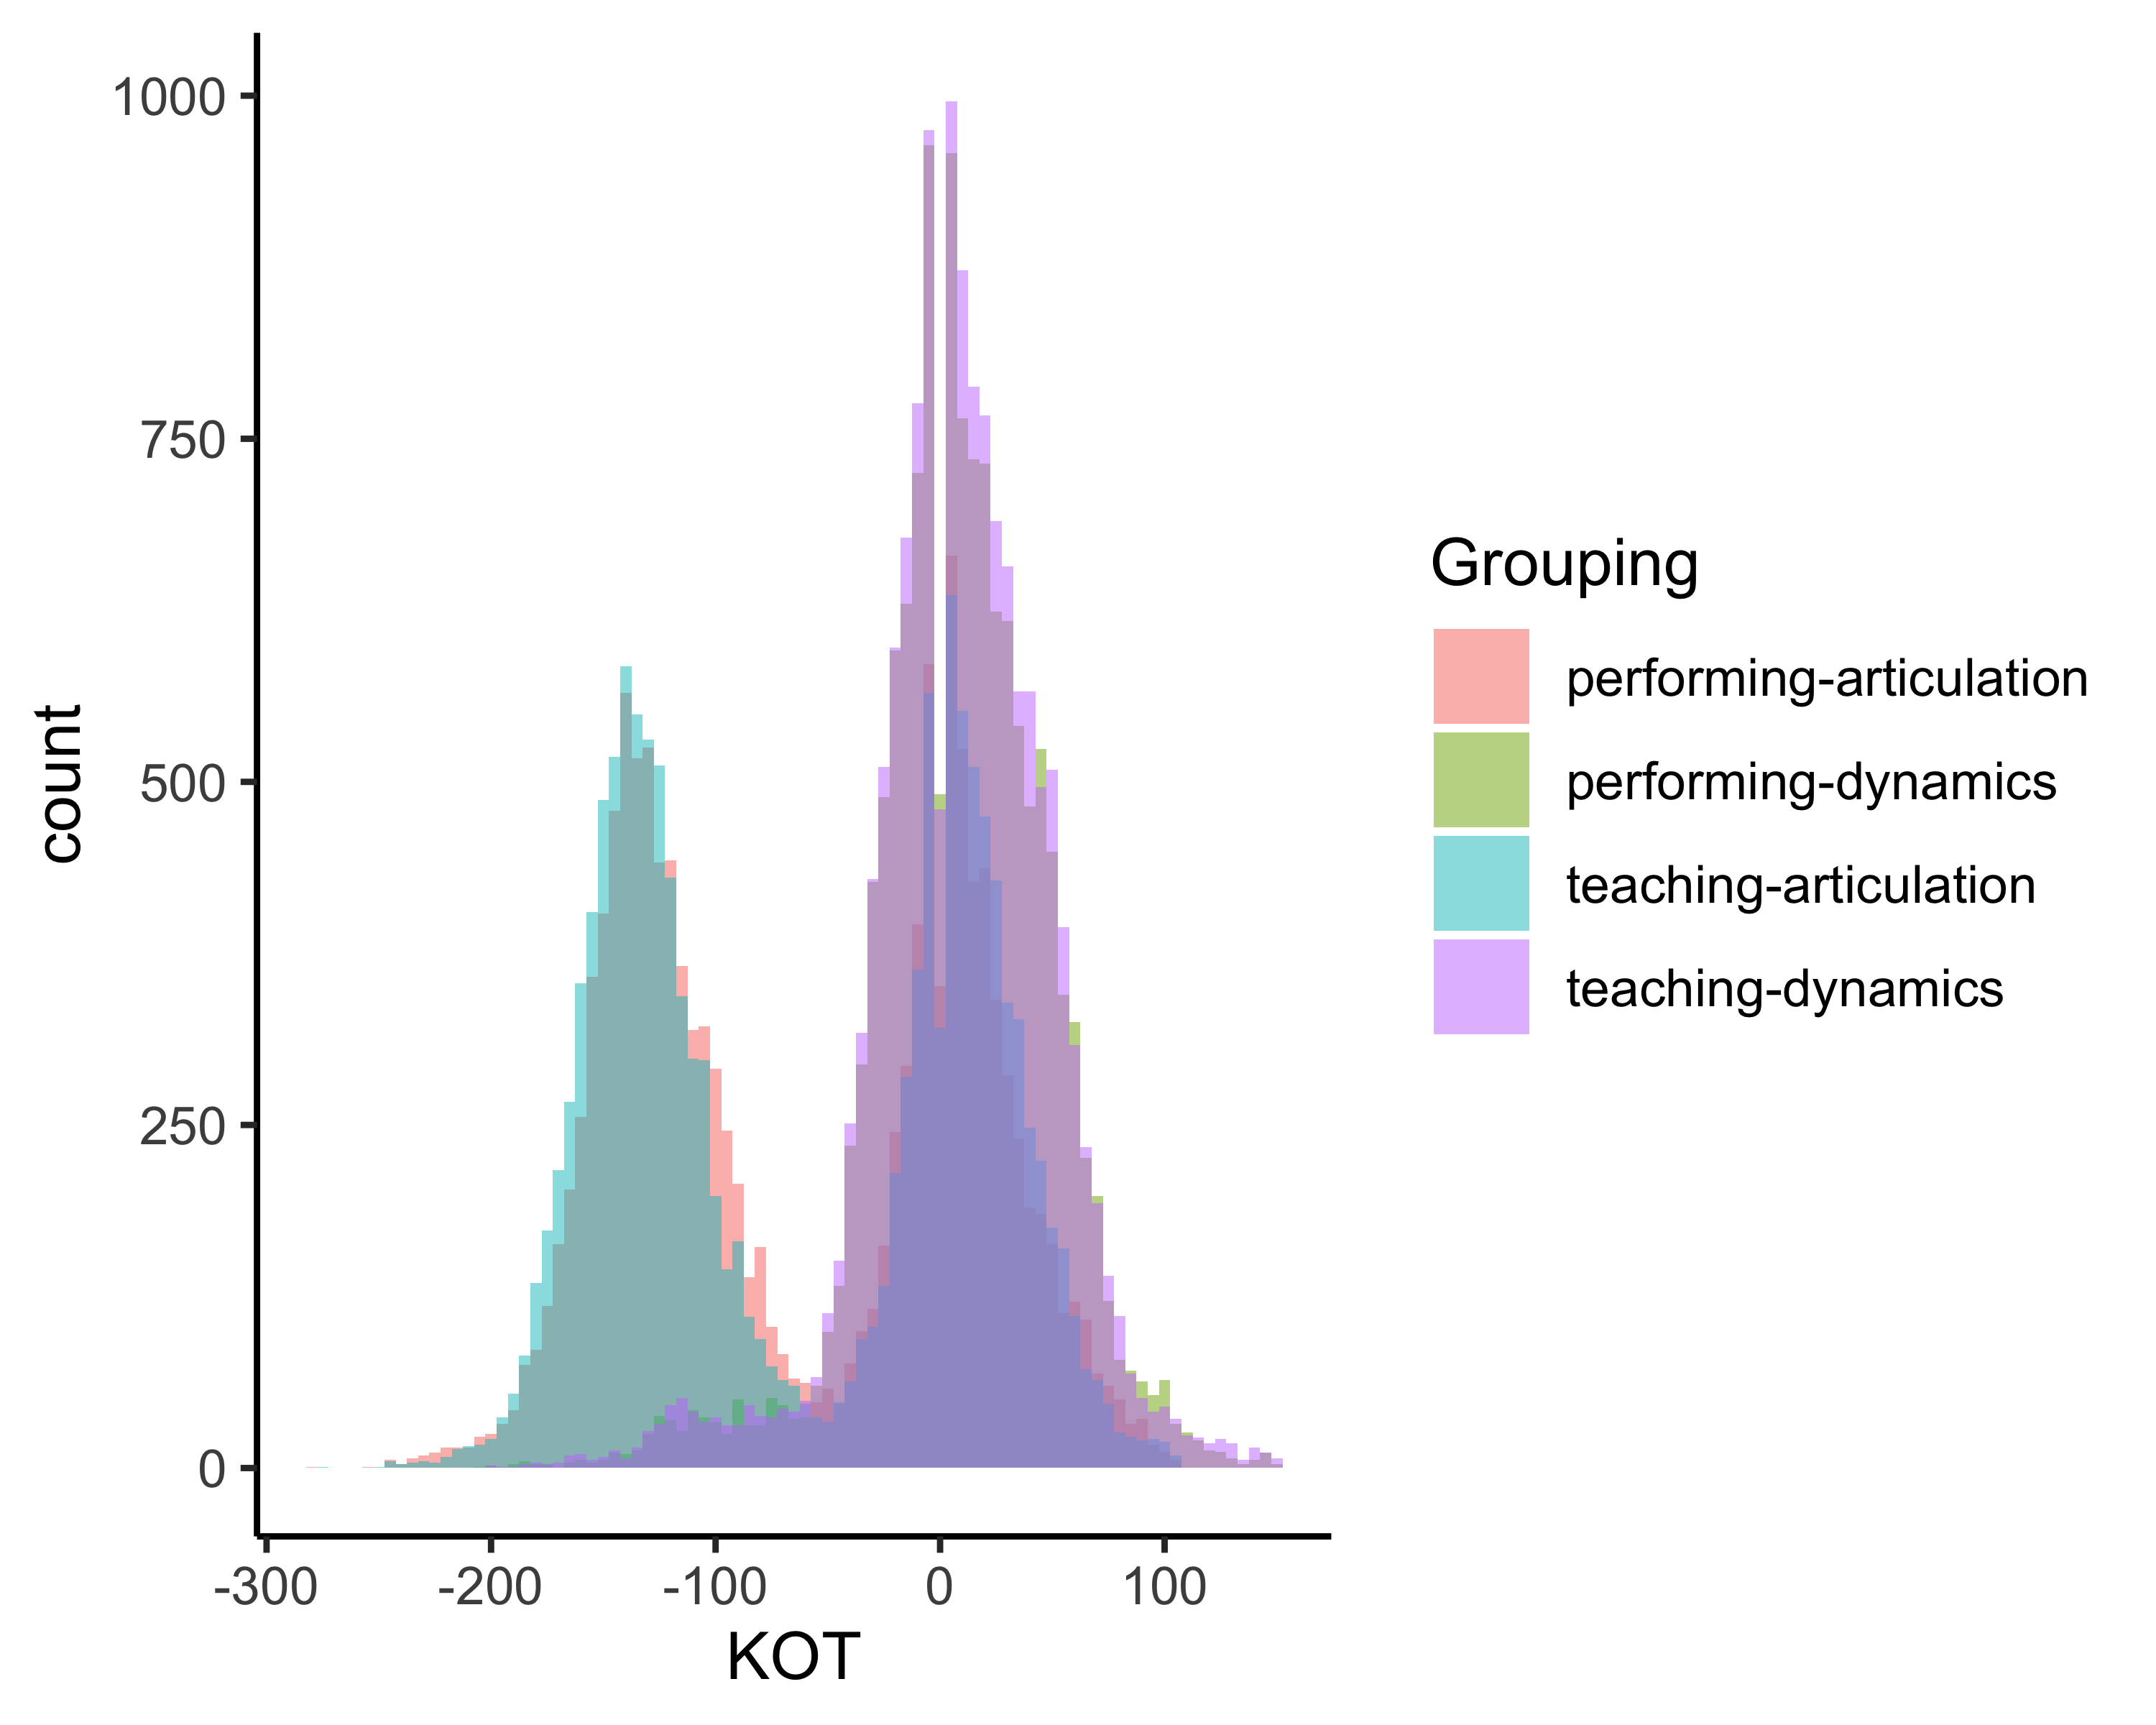 1000
750
500
250
0
count
-300 -200 -100 0 100
KOT
Grouping
performing-articulation
performing-dynamics
teaching-articulation
teaching-dynamics